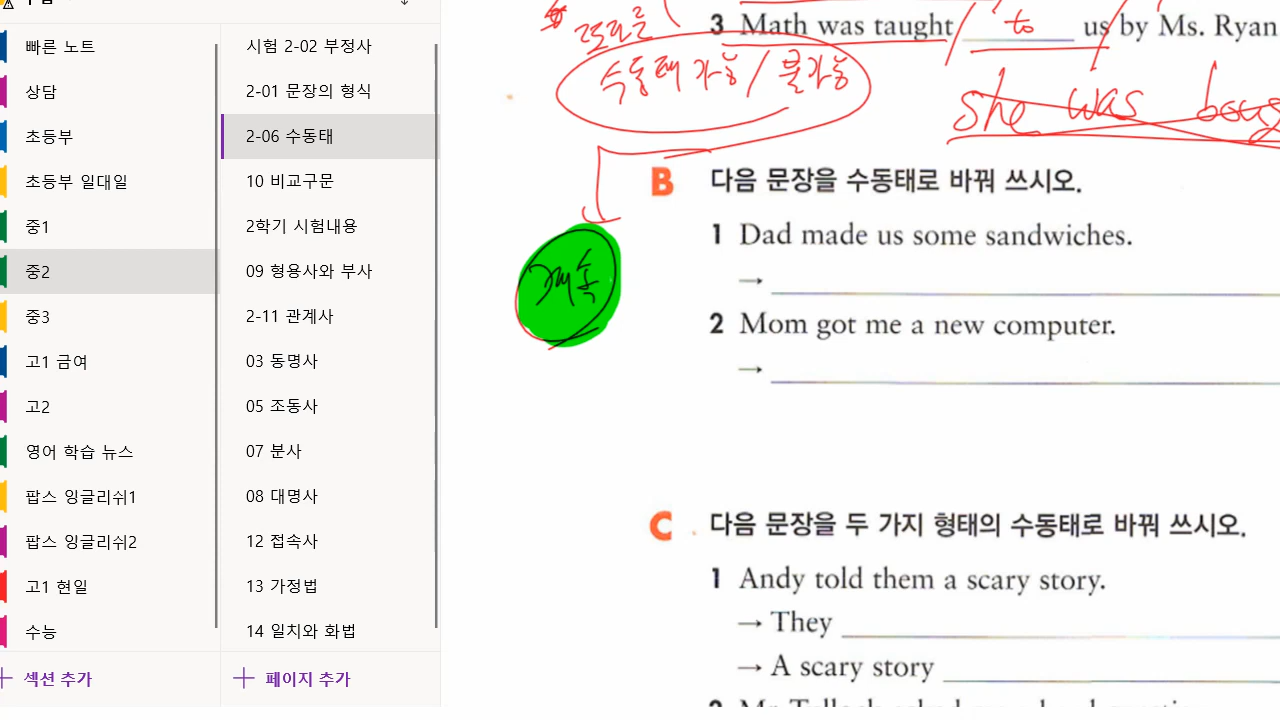 빠른 노트
상담
초등부
초등부 일대일
중1
중2
중3
고1 금여
고2
영어 학습 뉴스
팝스 잉글리쉬1
팝스 잉글리쉬2
고1 현일
수능
섹션 추가
시험 2-02 부정사
2-01 문장의 형식
2-06 수동태
10 비교구문
2학기 시험내용
09 형용사와 부사
2-11 관계사
03 동명사
05 조동사
07 분사
08 대명사
12 접속사
13 가정법
14 일치와 화법
페이지 추가
3 Math was taught / to us / by Ms. Ryan
수동태 가능 / 불가능
she was
B 다음 문장을 수동태로 바꿔 쓰시오.
1 Dad made us some sandwiches.
→
계속
2 Mom got me a new computer.
→
C 다음 문장을 두 가지 형태의 수동태로 바꿔 쓰시오.
1 Andy told them a scary story.
→ They
→ A scary story